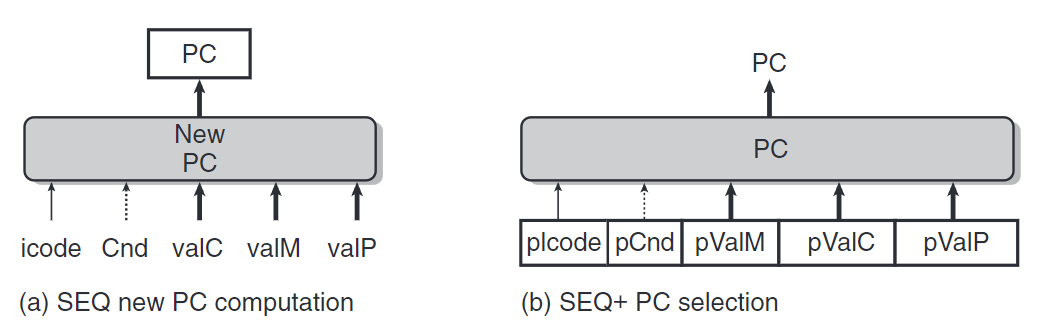 PC
New
PC
icode Cnd valC valM valP
(a) SEQ new PC computation
PC
PC
pIcode pCnd pValM pValC pValP
(b) SEQ+ PC selection